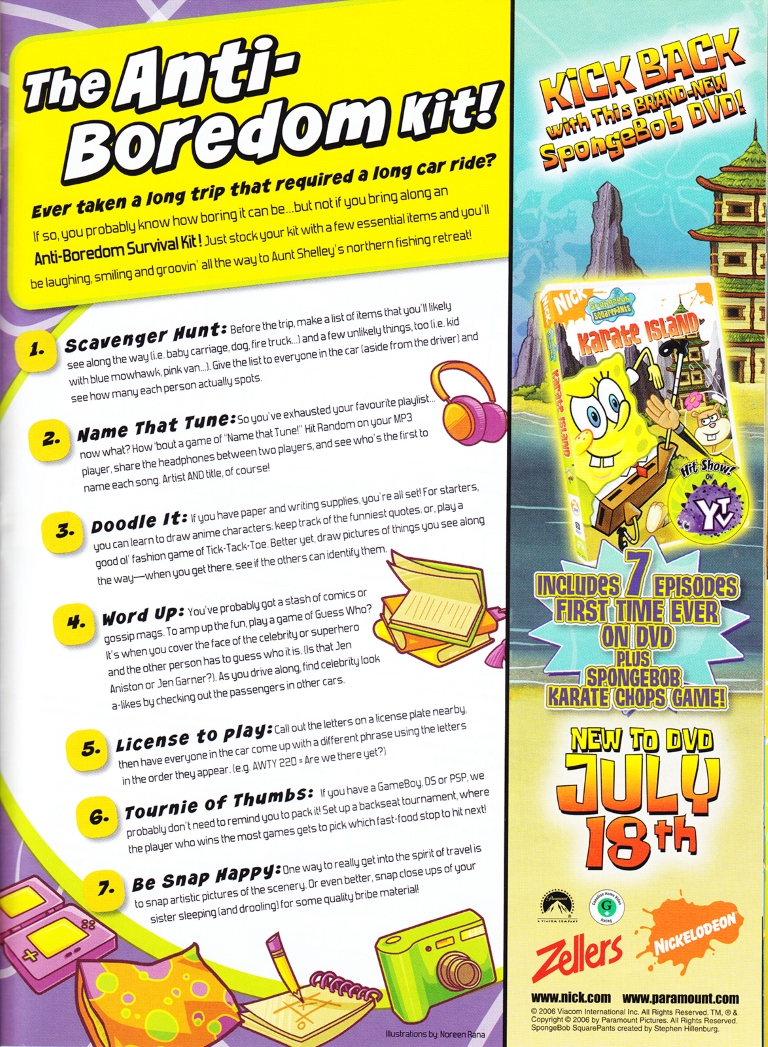 The Anti-
Boredom Kit!
Ever taken a long trip that required a long car ride?
If so, you probably know how boring it can be...but not if you bring along an
Anti-Boredom Survival Kit! Just stock your kit with a few essential items and you'll
be laughing, smiling and groovin' all the way to Aunt Shelley's northern fishing retreat!
1. Scavenger Hunt: Before the trip, make a list of items that you'll likely
see along the way (i.e. baby carriage, dog, fire truck...) and a few unlikely things, too (i.e. kid
with blue mowhawk, pink van...). Give the list to everyone in the car (aside from the driver) and
see how many each person actually spots.
2. Name That Tune: So you've exhausted your favourite playlist...
now what? How 'bout a game of "Name that Tune!" Hit Random on your MP3
player, share the headphones between two players, and see who's the first to
name each song. Artist AND title, of course!
3. Doodle It: If you have paper and writing supplies, you're all set! For starters,
you can learn to draw anime characters, keep track of the funniest quotes, or, play a
good ol' fashion game of Tick-Tack-Toe. Better yet, draw pictures of things you see along
the way—when you get there, see if the others can identify them.
4. Word Up: You've probably got a stash of comics or
gossip mags. To amp up the fun, play a game of Guess Who?
It's when you cover the face of the celebrity or superhero
and the other person has to guess who it is. (Is that Jen
Aniston or Jen Garner?). As you drive along, find celebrity look
a-likes by checking out the passengers in other cars.
5. License to play: Call out the letters on a license plate nearby,
then have everyone in the car come up with a different phrase using the letters
in the order they appear. (e.g. AWTY 220 = Are we there yet?)
6. Tournie of Thumbs: If you have a GameBoy, DS or PSP, we
probably don't need to remind you to pack it! Set up a backseat tournament, where
the player who wins the most games gets to pick which fast-food stop to hit next!
7. Be Snap Happy: One way to really get into the spirit of travel is
to snap artistic pictures of the scenery. Or even better, snap close ups of your
sister sleeping (and drooling) for some quality bribe material!
Illustrations by: Noreen Rana
KICK BACK
with This BRAND-NEW
SpongeBob DVD!
NICK
SpongeBob
SQUAREPANTS
KARATE ISLAND
KARATE ISLAND
Hit Show!
ON
YTV
INCLUDES 7 EPISODES
FIRST TIME EVER
ON DVD
PLUS
SPONGEBOB
KARATE CHOPS GAME!
NEW TO DVD
JULY
18th
Paramount
A VIACOM COMPANY
G
Zellers
NICKELODEON
www.nick.com www.paramount.com
© 2006 Viacom International Inc. All Rights Reserved. TM, ® &
Copyright © 2006 by Paramount Pictures. All Rights Reserved.
SpongeBob SquarePants created by Stephen Hillenburg.